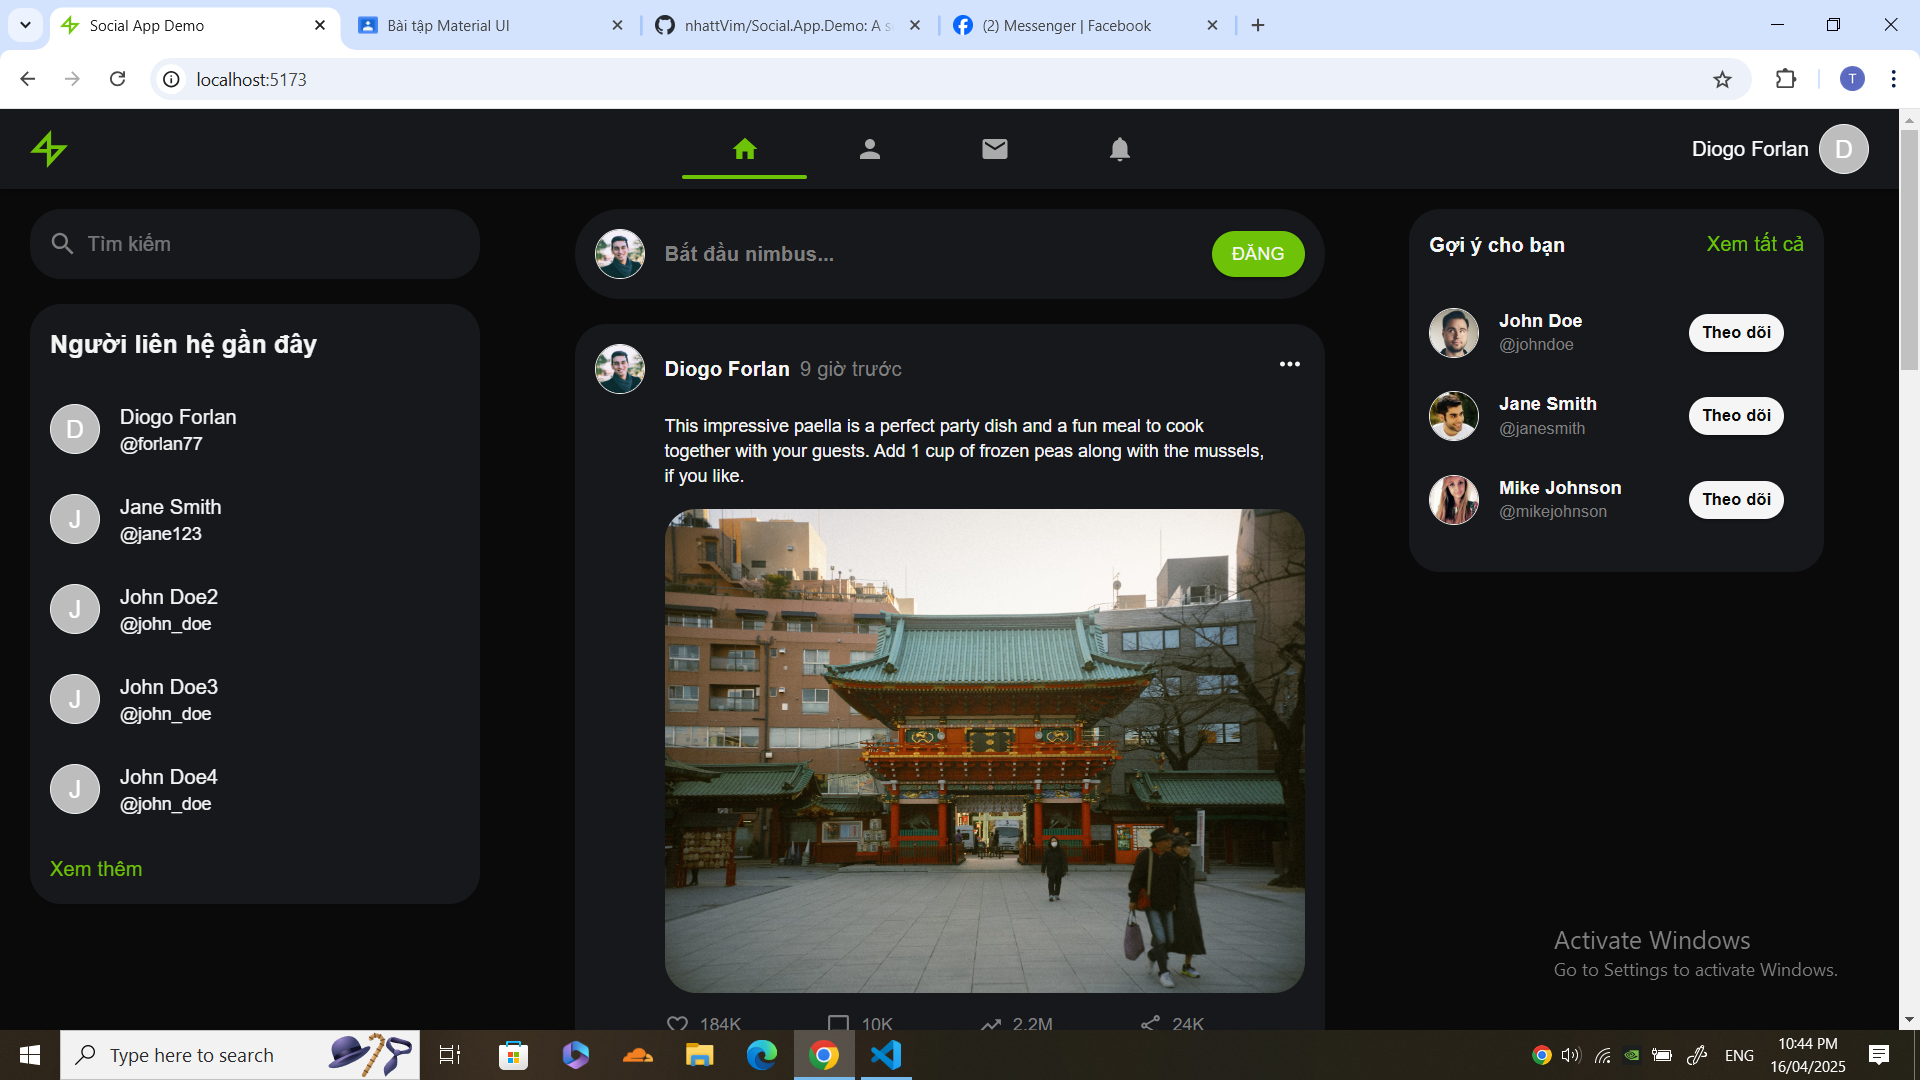 Social App Demo
Bài tập Material UI
nhattVim/Social.App.Demo: A s
(2) Messenger | Facebook
localhost:5173
T
Diogo Forlan
D
Tìm kiếm
Người liên hệ gần đây
D
Diogo Forlan
@forlan77
J
Jane Smith
@jane123
J
John Doe2
@john_doe
J
John Doe3
@john_doe
J
John Doe4
@john_doe
Xem thêm
Bắt đầu nimbus...
ĐĂNG
Diogo Forlan 9 giờ trước
This impressive paella is a perfect party dish and a fun meal to cook
together with your guests. Add 1 cup of frozen peas along with the mussels,
if you like.
184K
10K
2.2M
24K
Gợi ý cho bạn
Xem tất cả
John Doe
@johndoe
Theo dõi
Jane Smith
@janesmith
Theo dõi
Mike Johnson
@mikejohnson
Theo dõi
Activate Windows
Go to Settings to activate Windows.
Type here to search
ENG
10:44 PM
16/04/2025